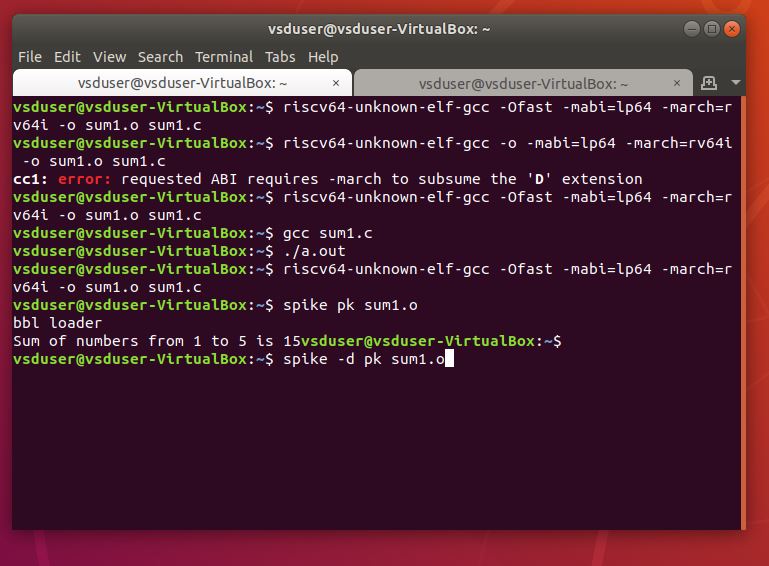 vsduser@vsduser-VirtualBox: ~
File Edit View Search Terminal Tabs Help
vsduser@vsduser-VirtualBox: ~ × vsduser@vsduser-VirtualBox: ~ ×
vsduser@vsduser-VirtualBox:~$ riscv64-unknown-elf-gcc -Ofast -mabi=lp64 -march=r
v64i -o sum1.o sum1.c
vsduser@vsduser-VirtualBox:~$ riscv64-unknown-elf-gcc -o -mabi=lp64 -march=rv64i
 -o sum1.o sum1.c
cc1: error: requested ABI requires -march to subsume the 'D' extension
vsduser@vsduser-VirtualBox:~$ riscv64-unknown-elf-gcc -Ofast -mabi=lp64 -march=r
v64i -o sum1.o sum1.c
vsduser@vsduser-VirtualBox:~$ gcc sum1.c
vsduser@vsduser-VirtualBox:~$ ./a.out
vsduser@vsduser-VirtualBox:~$ riscv64-unknown-elf-gcc -Ofast -mabi=lp64 -march=r
v64i -o sum1.o sum1.c
vsduser@vsduser-VirtualBox:~$ spike pk sum1.o
bbl loader
Sum of numbers from 1 to 5 is 15vsduser@vsduser-VirtualBox:~$
vsduser@vsduser-VirtualBox:~$ spike -d pk sum1.o